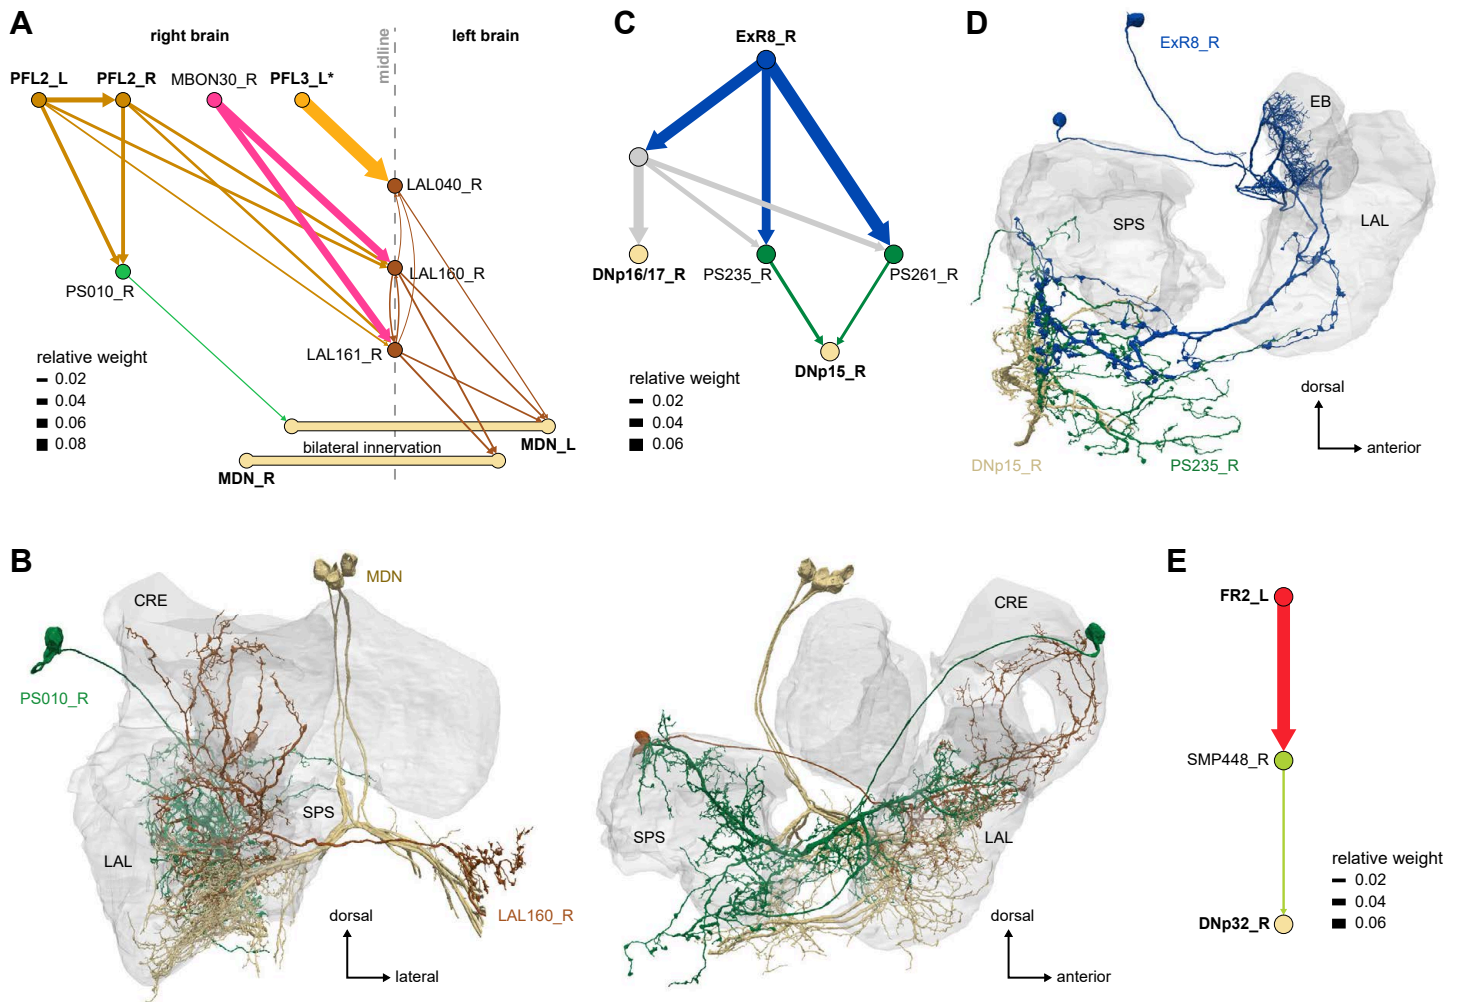 A
right brain
left brain
midline
PFL2_L
PFL2_R
MBON30_R
PFL3_L*
LAL040_R
LAL160_R
PS010_R
LAL161_R
relative weight
0.02
0.04
0.06
0.08
bilateral innervation
MDN_L
MDN_R
C
ExR8_R
DNp16/17_R
PS235_R
PS261_R
DNp15_R
relative weight
0.02
0.04
0.06
D
ExR8_R
EB
SPS
LAL
dorsal
anterior
DNp15_R
PS235_R
B
MDN
CRE
PS010_R
SPS
LAL
LAL160_R
dorsal
lateral
CRE
SPS
LAL
dorsal
anterior
E
FR2_L
SMP448_R
relative weight
0.02
0.04
0.06
DNp32_R